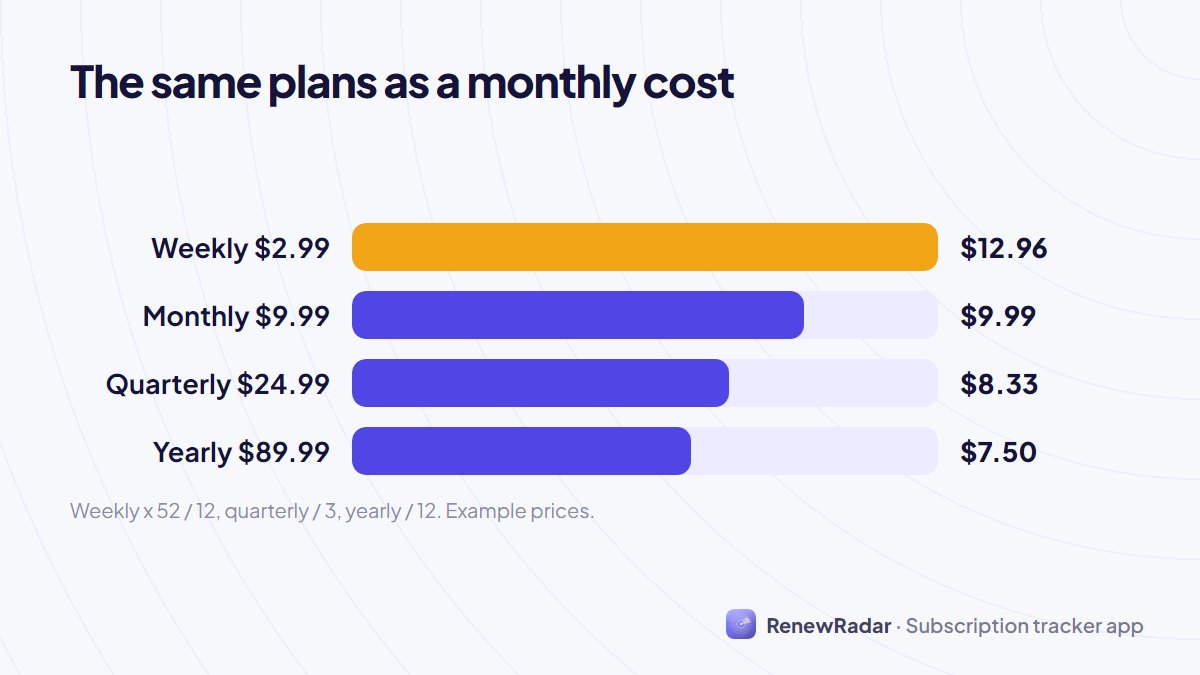 The same plans as a monthly cost
Weekly $2.99 $12.96
Monthly $9.99 $9.99
Quarterly $24.99 $8.33
Yearly $89.99 $7.50
Weekly x 52 / 12, quarterly / 3, yearly / 12. Example prices.
RenewRadar · Subscription tracker app